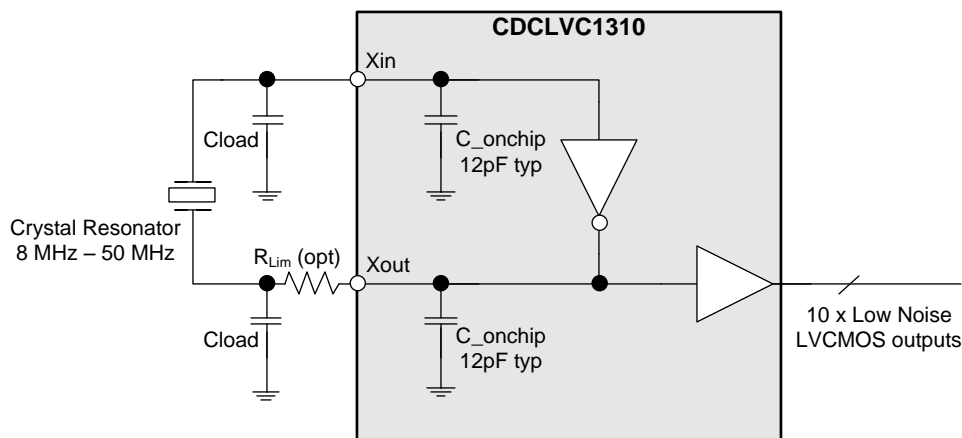 CDCLVC1310
Xin
Cload
C_onchip
12pF typ
Crystal Resonator
8 MHz – 50 MHz
RLim (opt)
Xout
Cload
C_onchip
12pF typ
10 x Low Noise
LVCMOS outputs